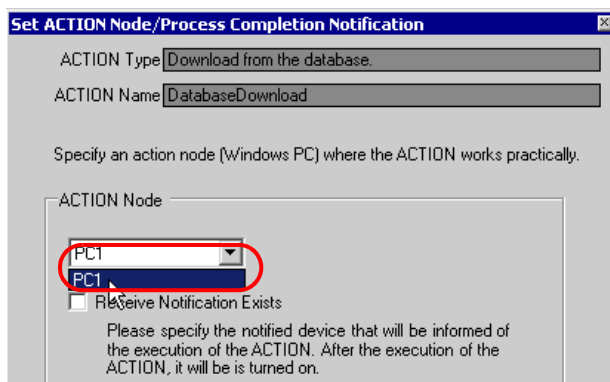 Set ACTION Node/Process Completion Notification
ACTION Type Download from the database.
ACTION Name DatabaseDownload
Specify an action node (Windows PC) where the ACTION works practically.
ACTION Node
PC1
PC1
Receive Notification Exists
Please specify the notified device that will be informed of
the execution of the ACTION. After the execution of the
ACTION, it will be is turned on.